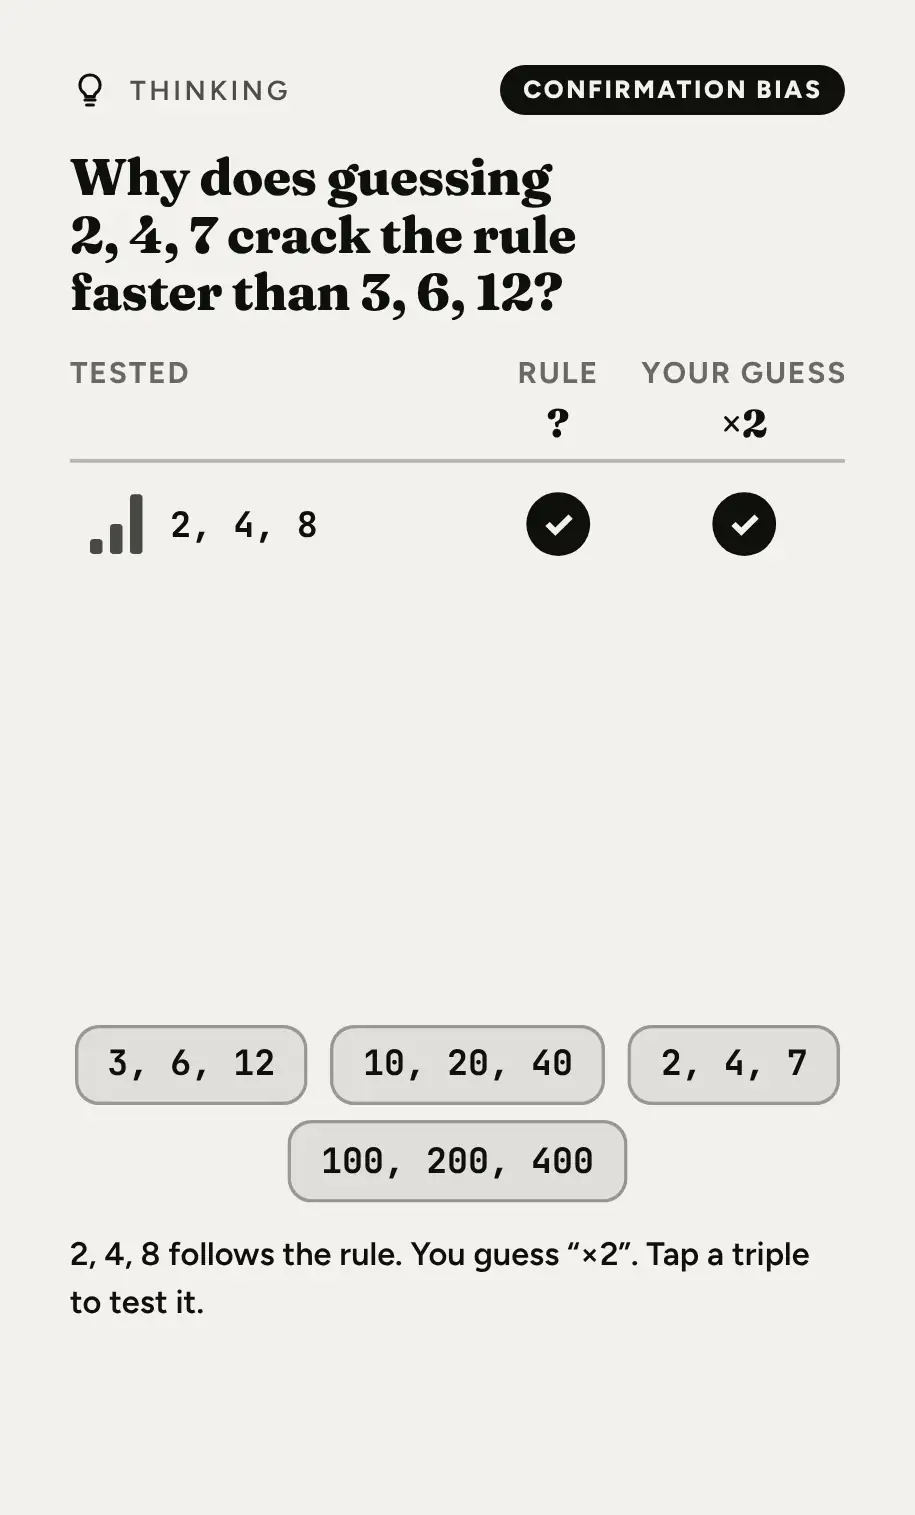 THINKING
CONFIRMATION BIAS
Why does guessing
2, 4, 7 crack the rule
faster than 3, 6, 12?
TESTED RULE YOUR GUESS
? ×2
2, 4, 8
3, 6, 12 10, 20, 40 2, 4, 7
100, 200, 400
2, 4, 8 follows the rule. You guess “×2”. Tap a triple
to test it.